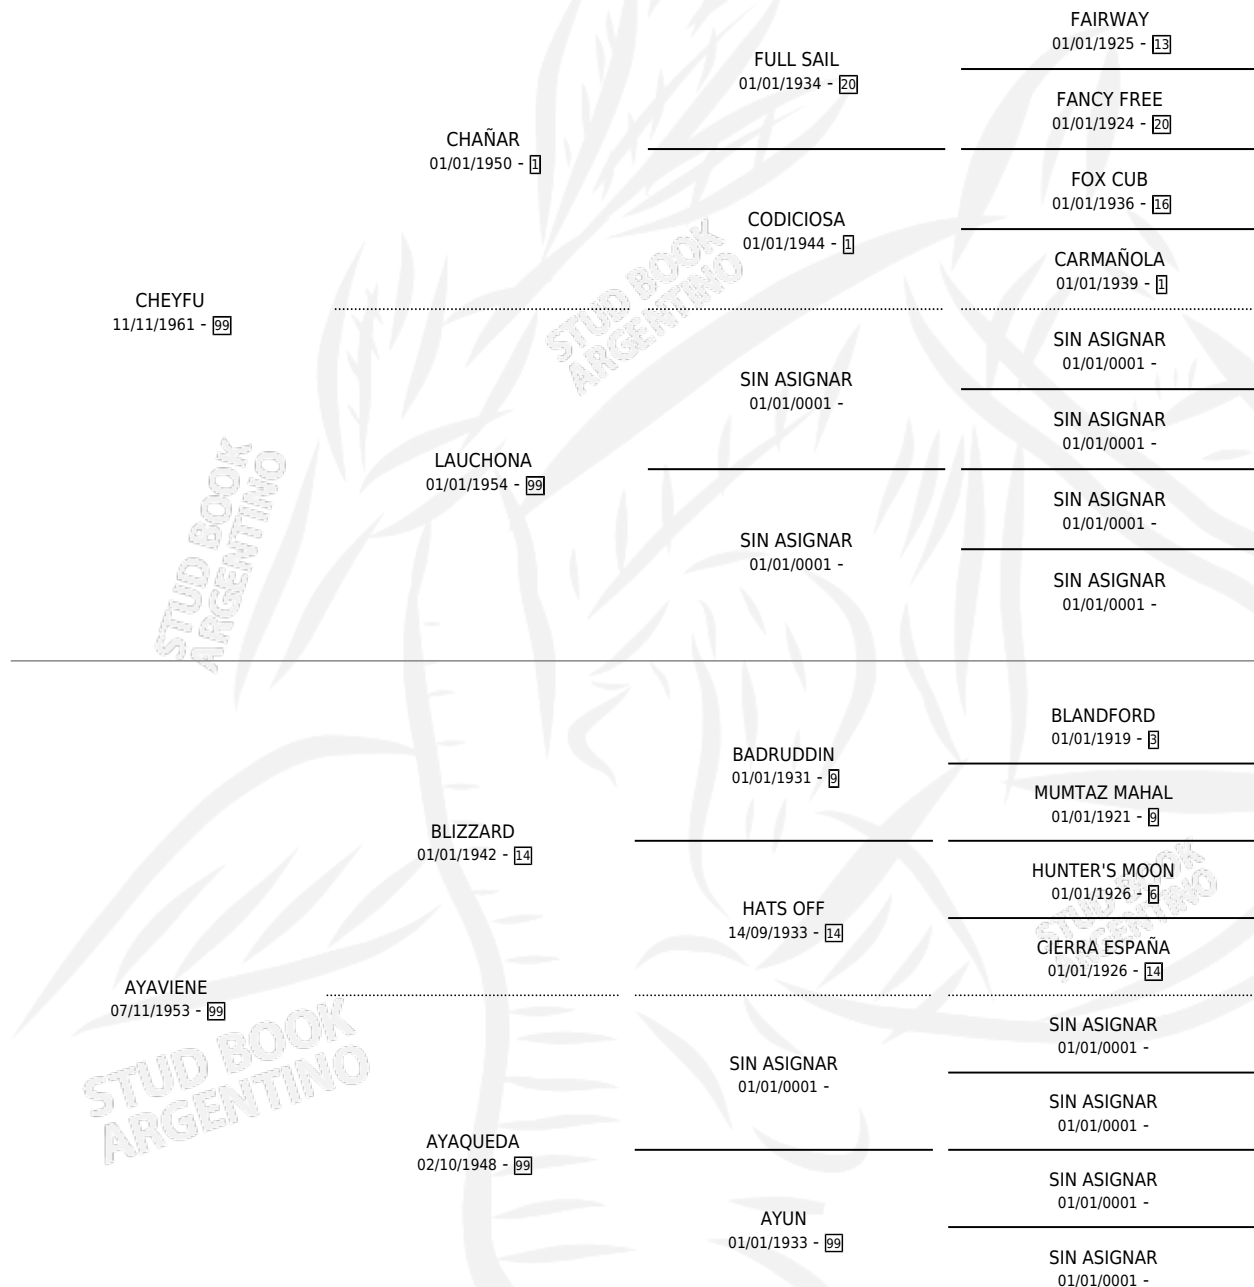 FAIRWAY
01/01/1925 - 13
FULL SAIL
01/01/1934 - 20
FANCY FREE
01/01/1924 - 20
CHAÑAR
01/01/1950 - 1
FOX CUB
01/01/1936 - 16
CODICIOSA
01/01/1944 - 1
CARMAÑOLA
01/01/1939 - 1
CHEYFU
11/11/1961 - 99
SIN ASIGNAR
01/01/0001 -
SIN ASIGNAR
01/01/0001 -
SIN ASIGNAR
01/01/0001 -
LAUCHONA
01/01/1954 - 99
SIN ASIGNAR
01/01/0001 -
SIN ASIGNAR
01/01/0001 -
SIN ASIGNAR
01/01/0001 -
STUD BOOK
ARGENTINO
STUD BOOK
ARGENTINO
BLANDFORD
01/01/1919 - 3
BADRUDDIN
01/01/1931 - 9
MUMTAZ MAHAL
01/01/1921 - 9
BLIZZARD
01/01/1942 - 14
HUNTER'S MOON
01/01/1926 - 6
HATS OFF
14/09/1933 - 14
CIERRA ESPAÑA
01/01/1926 - 14
AYAVIENE
07/11/1953 - 99
SIN ASIGNAR
01/01/0001 -
SIN ASIGNAR
01/01/0001 -
SIN ASIGNAR
01/01/0001 -
AYAQUEDA
02/10/1948 - 99
SIN ASIGNAR
01/01/0001 -
AYUN
01/01/1933 - 99
SIN ASIGNAR
01/01/0001 -
STUD BOOK
ARGENTINO
STUD BOOK
ARGENTINO